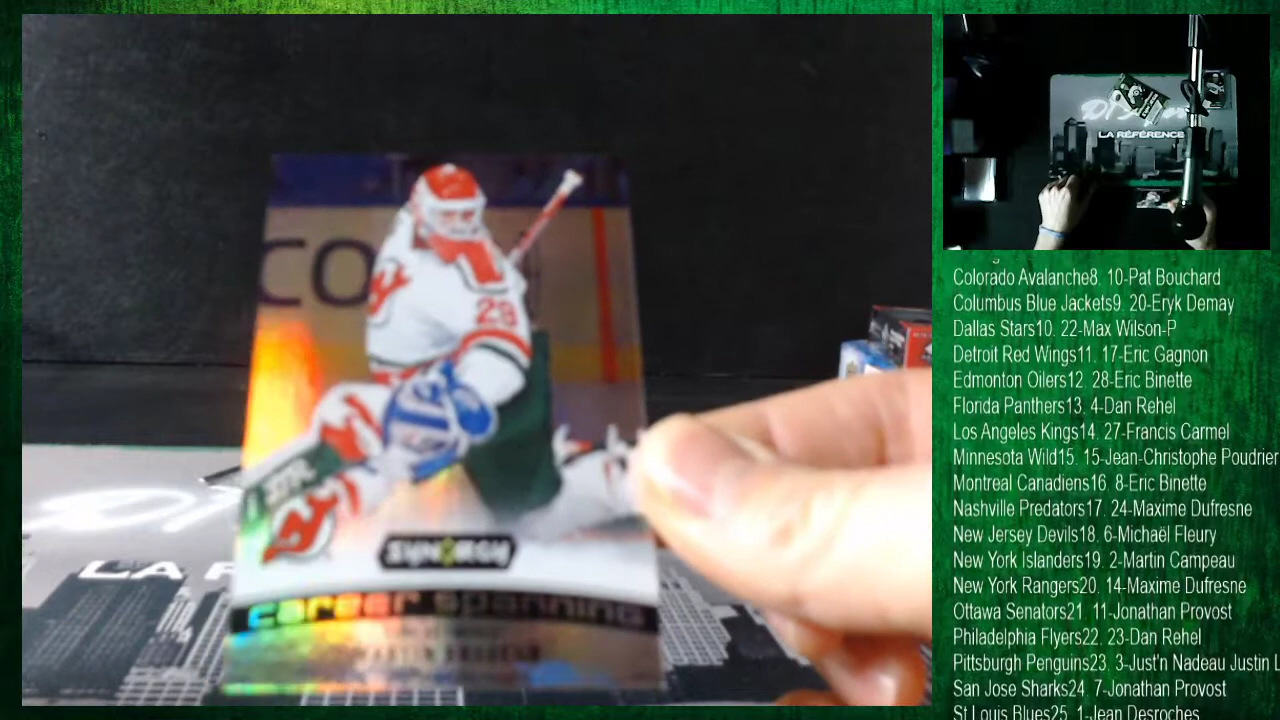 CO
29
SYNERGY
career spanning
MARTIN BRODEUR
LA R
LA RÉFÉRENCE
Colorado Avalanche8. 10-Pat Bouchard
Columbus Blue Jackets9. 20-Eryk Demay
Dallas Stars10. 22-Max Wilson-P
Detroit Red Wings11. 17-Eric Gagnon
Edmonton Oilers12. 28-Eric Binette
Florida Panthers13. 4-Dan Rehel
Los Angeles Kings14. 27-Francis Carmel
Minnesota Wild15. 15-Jean-Christophe Poudrier
Montreal Canadiens16. 8-Eric Binette
Nashville Predators17. 24-Maxime Dufresne
New Jersey Devils18. 6-Michaël Fleury
New York Islanders19. 2-Martin Campeau
New York Rangers20. 14-Maxime Dufresne
Ottawa Senators21. 11-Jonathan Provost
Philadelphia Flyers22. 23-Dan Rehel
Pittsburgh Penguins23. 3-Just'n Nadeau Justin L
San Jose Sharks24. 7-Jonathan Provost
St Louis Blues25. 1-Jean Desroches